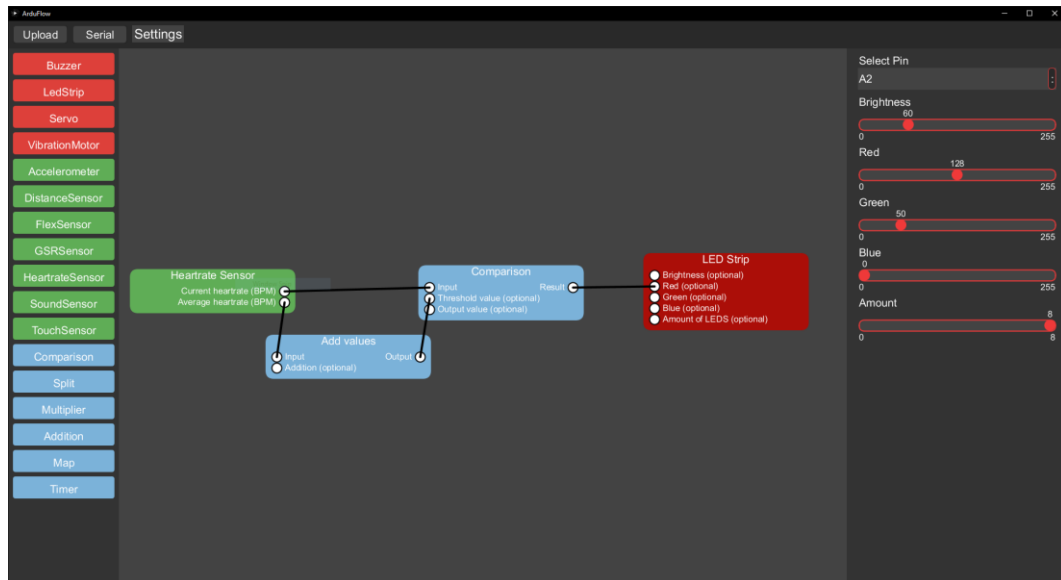 ArduFlow
Upload Serial Settings
Buzzer
LedStrip
Servo
VibrationMotor
Accelerometer
DistanceSensor
FlexSensor
GSRSensor
HeartrateSensor
SoundSensor
TouchSensor
Comparison
Split
Multiplier
Addition
Map
Timer
Heartrate Sensor
Current heartrate (BPM)
Average heartrate (BPM)
Add values
Input Output
Addition (optional)
Comparison
Input Result
Threshold value (optional)
Output value (optional)
LED Strip
Brightness (optional)
Red (optional)
Green (optional)
Blue (optional)
Amount of LEDS (optional)
Select Pin
A2
Brightness
60
0 255
Red
128
0 255
Green
50
0 255
Blue
0
0 255
Amount
8
0 8